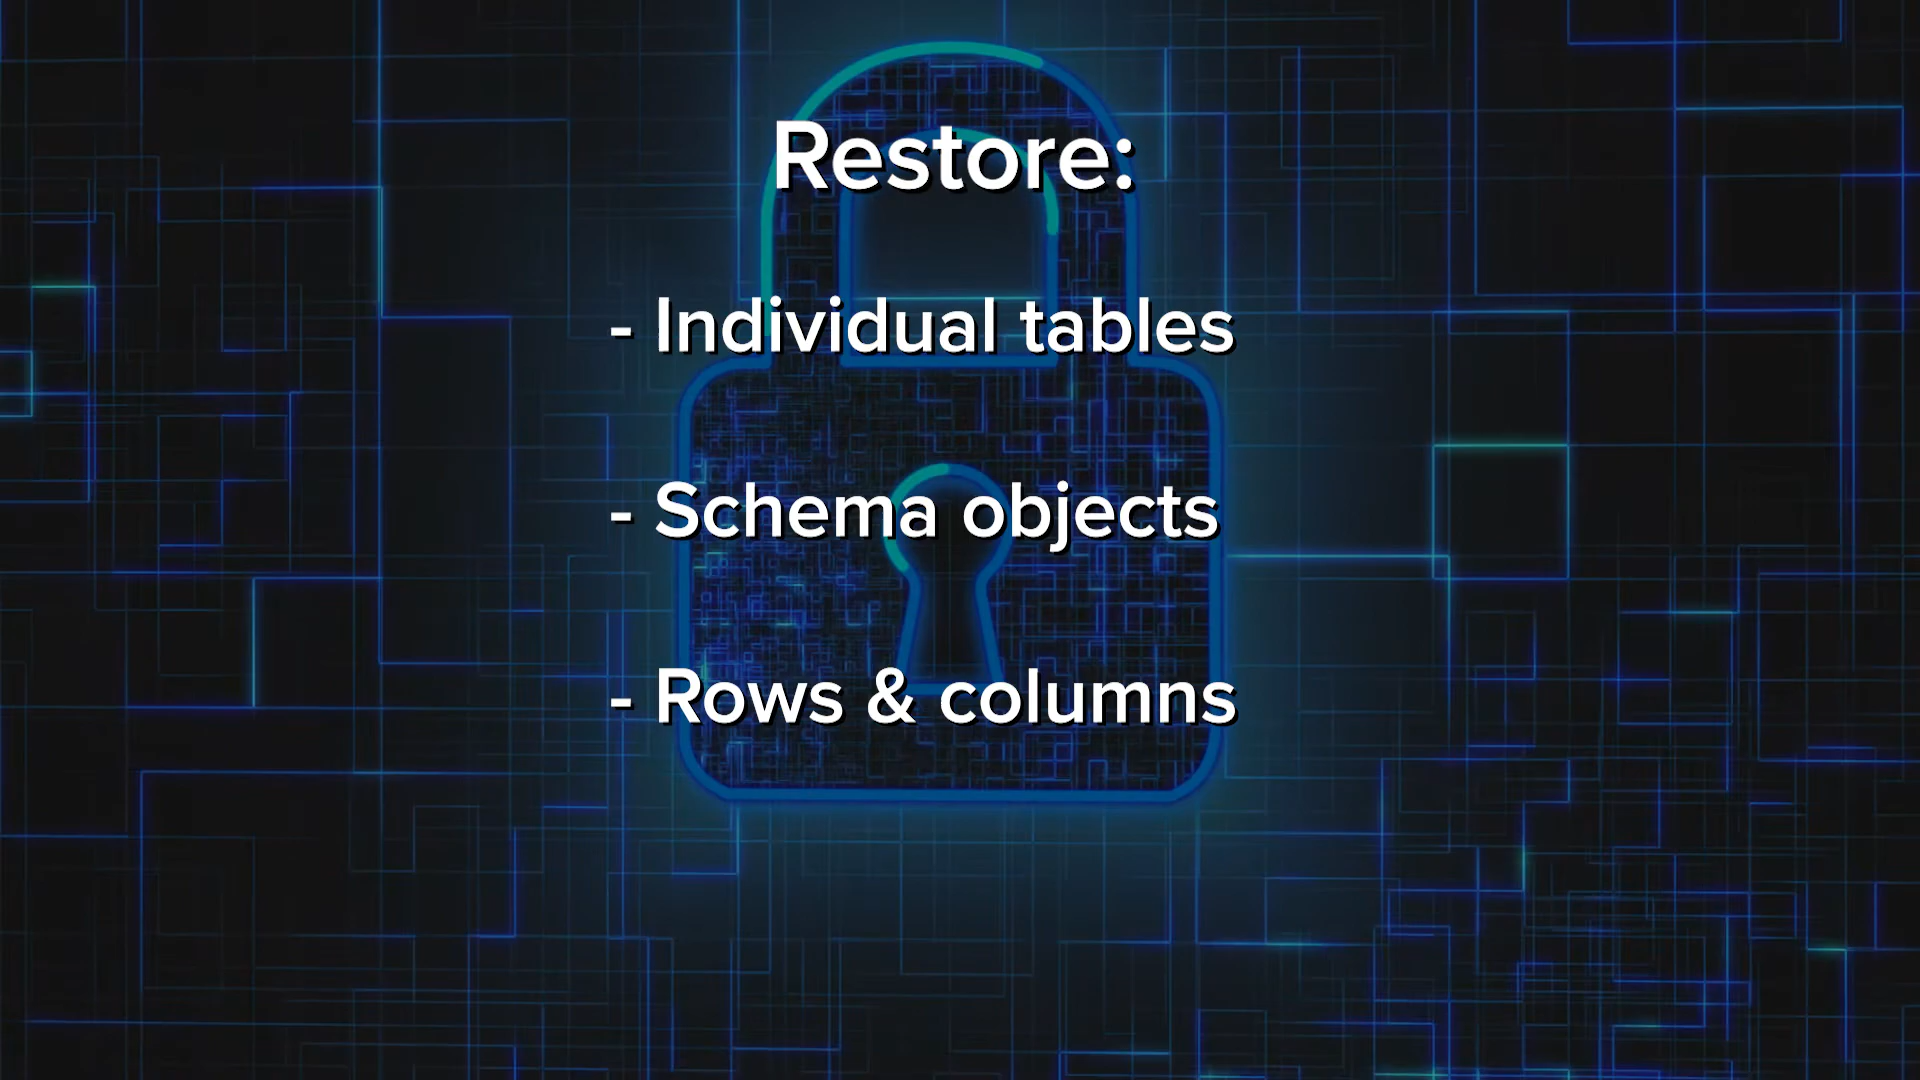 Restore:
- Individual tables
- Schema objects
- Rows & columns